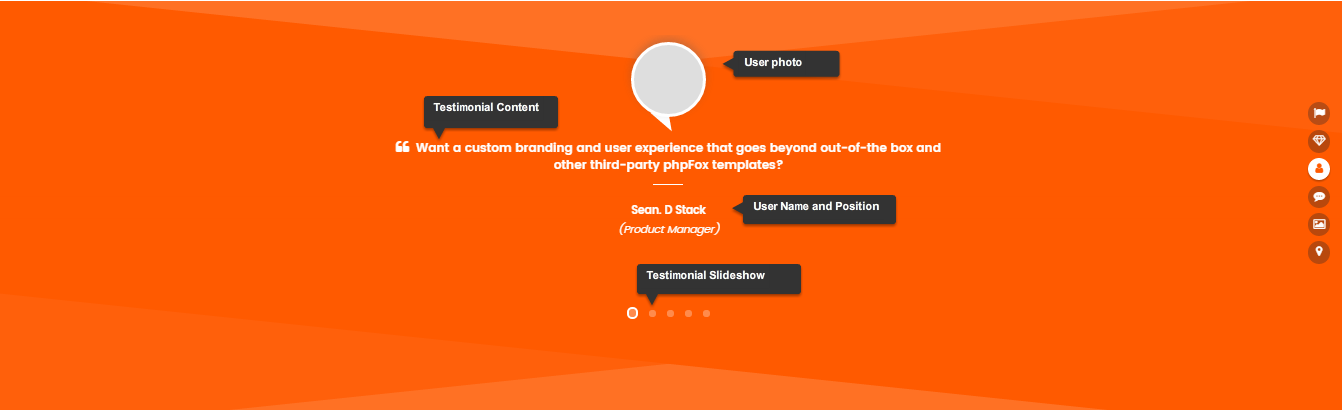 User photo
Testimonial Content
❝ Want a custom branding and user experience that goes beyond out-of-the box and
other third-party phpFox templates?
Sean. D Stack
User Name and Position
(Product Manager)
Testimonial Slideshow